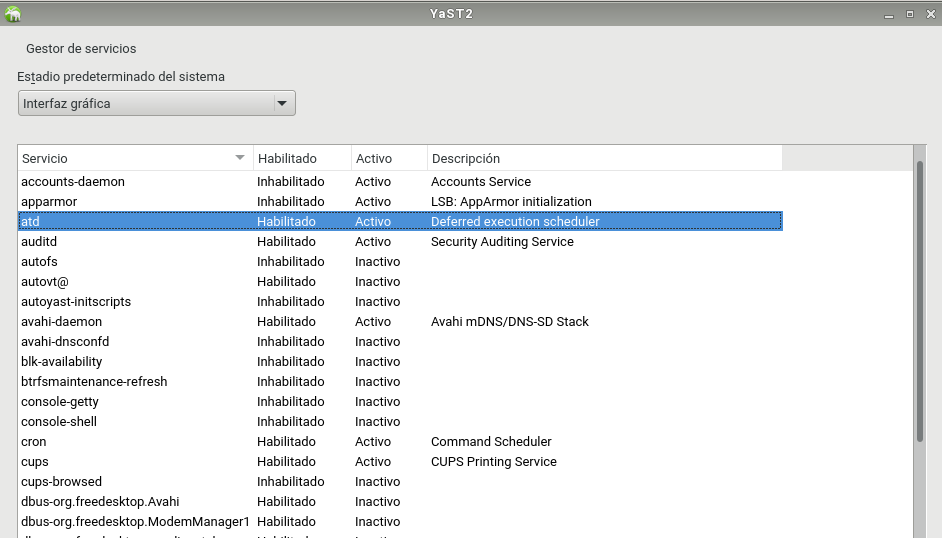 YaST2
Gestor de servicios
Estadio predeterminado del sistema
Interfaz gráfica
Servicio Habilitado Activo Descripción
accounts-daemon Inhabilitado Activo Accounts Service
apparmor Inhabilitado Activo LSB: AppArmor initialization
atd Habilitado Activo Deferred execution scheduler
auditd Habilitado Activo Security Auditing Service
autofs Inhabilitado Inactivo
autovt@ Habilitado Inactivo
autoyast-initscripts Inhabilitado Inactivo
avahi-daemon Habilitado Activo Avahi mDNS/DNS-SD Stack
avahi-dnsconfd Inhabilitado Inactivo
blk-availability Inhabilitado Inactivo
btrfsmaintenance-refresh Inhabilitado Inactivo
console-getty Inhabilitado Inactivo
console-shell Inhabilitado Inactivo
cron Habilitado Activo Command Scheduler
cups Habilitado Activo CUPS Printing Service
cups-browsed Inhabilitado Inactivo
dbus-org.freedesktop.Avahi Habilitado Inactivo
dbus-org.freedesktop.ModemManager1 Habilitado Inactivo